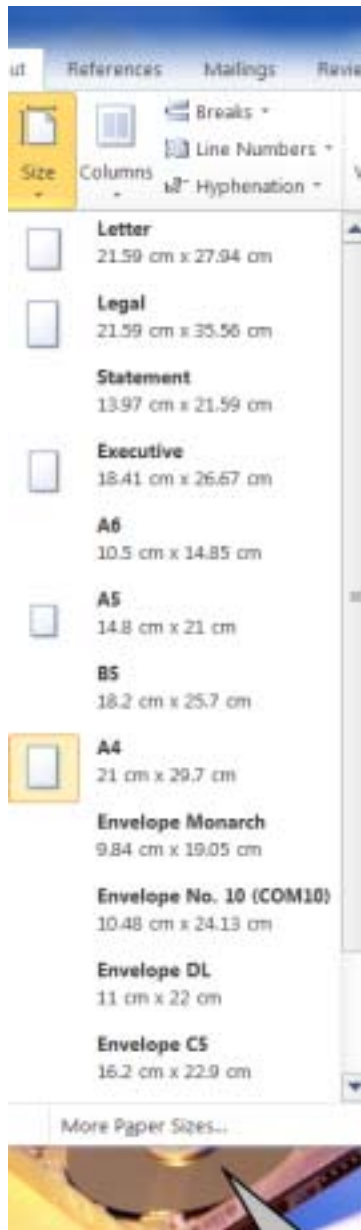 ut References Mailings Revie
Breaks
Line Numbers
Size Columns
Hyphenation
Letter
21.59 cm x 27.94 cm
Legal
21.59 cm x 35.56 cm
Statement
13.97 cm x 21.59 cm
Executive
18.41 cm x 26.67 cm
A6
10.5 cm x 14.85 cm
A5
14.8 cm x 21 cm
B5
18.2 cm x 25.7 cm
A4
21 cm x 29.7 cm
Envelope Monarch
9.84 cm x 19.05 cm
Envelope No. 10 (COM10)
10.48 cm x 24.13 cm
Envelope DL
11 cm x 22 cm
Envelope C5
16.2 cm x 22.9 cm
More Paper Sizes...